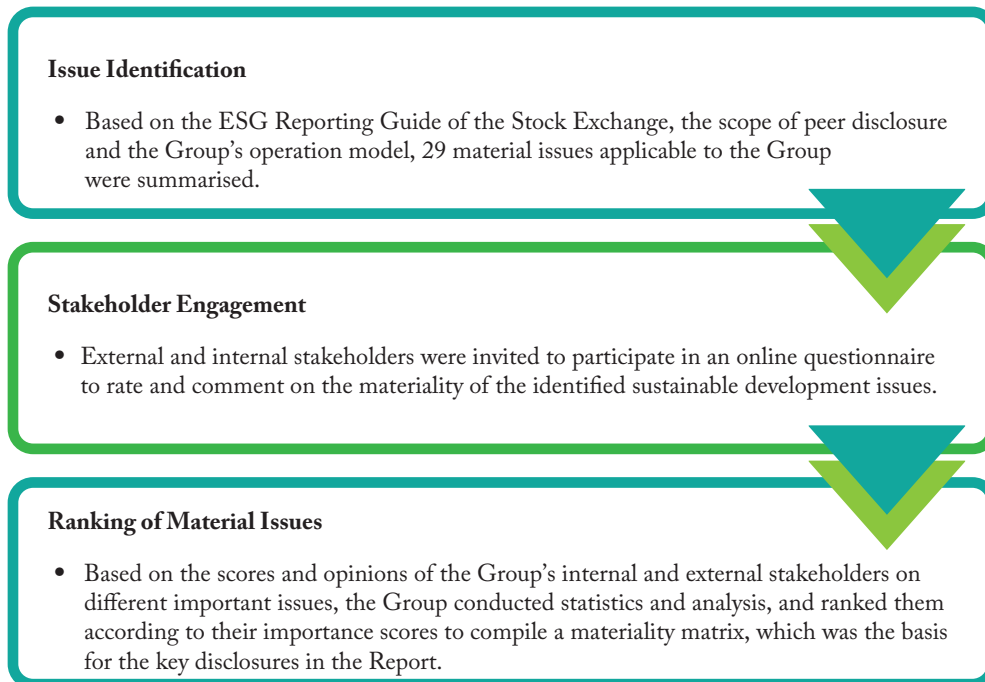 Issue Identification
• Based on the ESG Reporting Guide of the Stock Exchange, the scope of peer disclosure
and the Group's operation model, 29 material issues applicable to the Group
were summarised.
Stakeholder Engagement
• External and internal stakeholders were invited to participate in an online questionnaire
to rate and comment on the materiality of the identified sustainable development issues.
Ranking of Material Issues
• Based on the scores and opinions of the Group's internal and external stakeholders on
different important issues, the Group conducted statistics and analysis, and ranked them
according to their importance scores to compile a materiality matrix, which was the basis
for the key disclosures in the Report.